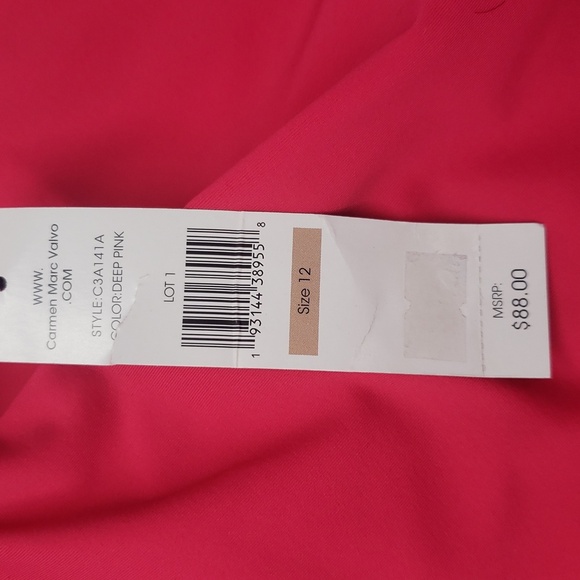 WWW.
Carmen Marc Valvo
.COM
STYLE:C3A141A
COLOR:DEEP PINK
LOT 1
1 93144 38955 8
Size 12
MSRP:
$88.00